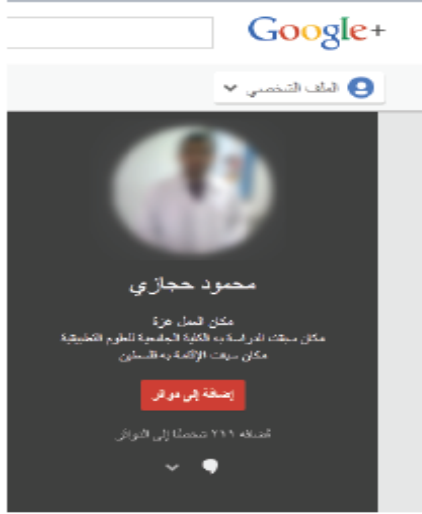 Google+
الملف الشخصي
محمود حجازي
مكان العمل غزة
مكان سبقت الدراسة به الكلية الجامعية للعلوم التطبيقية
مكان سبقت الإقامة به فلسطين
إضافة إلى دوائر
أضافه ٢٦٦ شخصًا إلى الدوائر